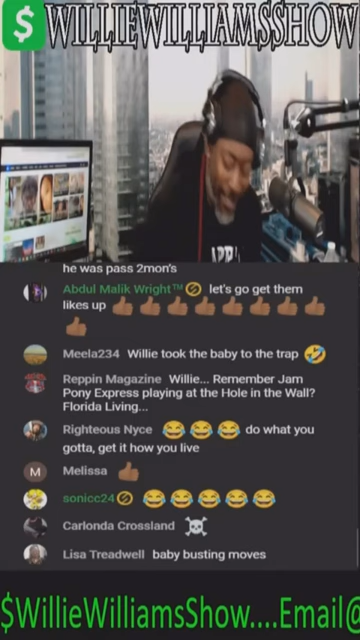 $ WILLIEWILLIAMSSHOW
he was pass 2mon's
Abdul Malik Wright™ let's go get them
likes up
Meela234 Willie took the baby to the trap
Reppin Magazine Willie... Remember Jam
Pony Express playing at the Hole in the Wall?
Florida Living...
Righteous Nyce do what you
gotta, get it how you live
M Melissa
sonicc24
Carlonda Crossland
Lisa Treadwell baby busting moves
$WillieWilliamsShow....Email@